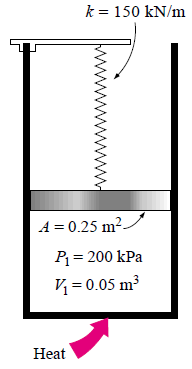 k = 150 kN/m
A = 0.25 m²
P₁ = 200 kPa
V₁ = 0.05 m³
Heat